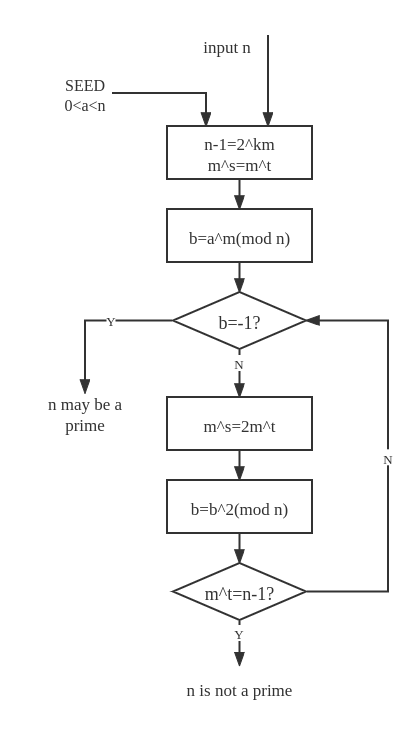 input n
SEED
0<a<n
n-1=2^km
m^s=m^t
b=a^m(mod n)
b=-1?
Y
N
n may be a
prime
m^s=2m^t
N
b=b^2(mod n)
m^t=n-1?
Y
n is not a prime